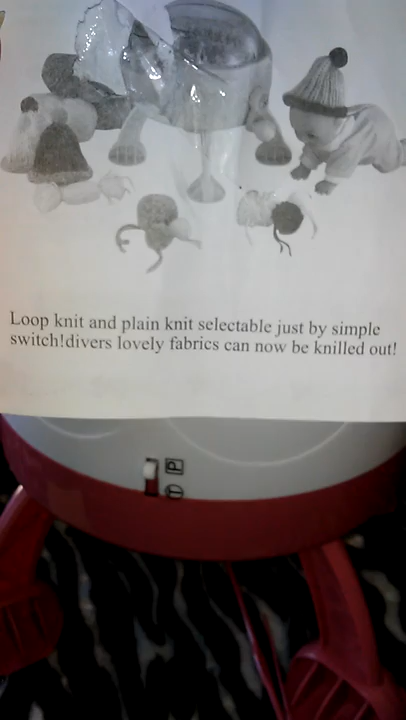 Loop knit and plain knit selectable just by simple
switch!divers lovely fabrics can now be knilled out!
P
T